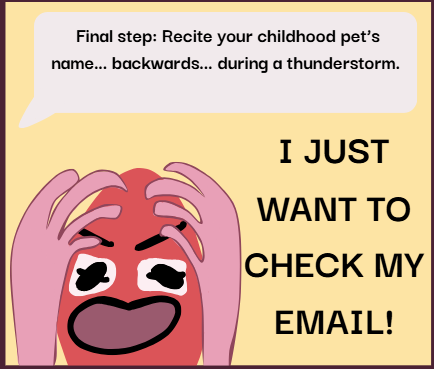 Final step: Recite your childhood pet's
name... backwards... during a thunderstorm.
I JUST
WANT TO
CHECK MY
EMAIL!